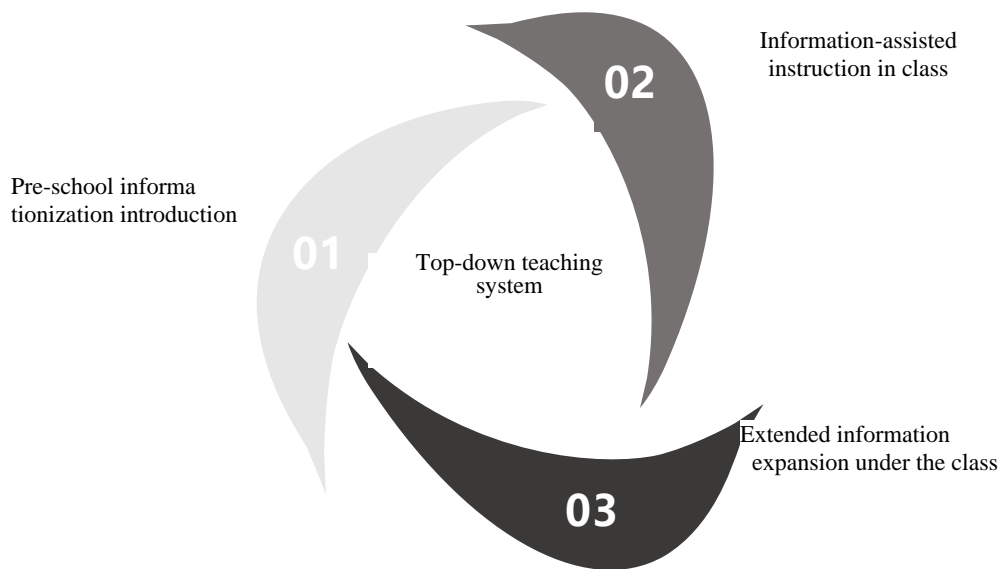 01
Pre-school informa
tionization introduction
02
Information-assisted
instruction in class
Top-down teaching
system
03
Extended information
expansion under the class